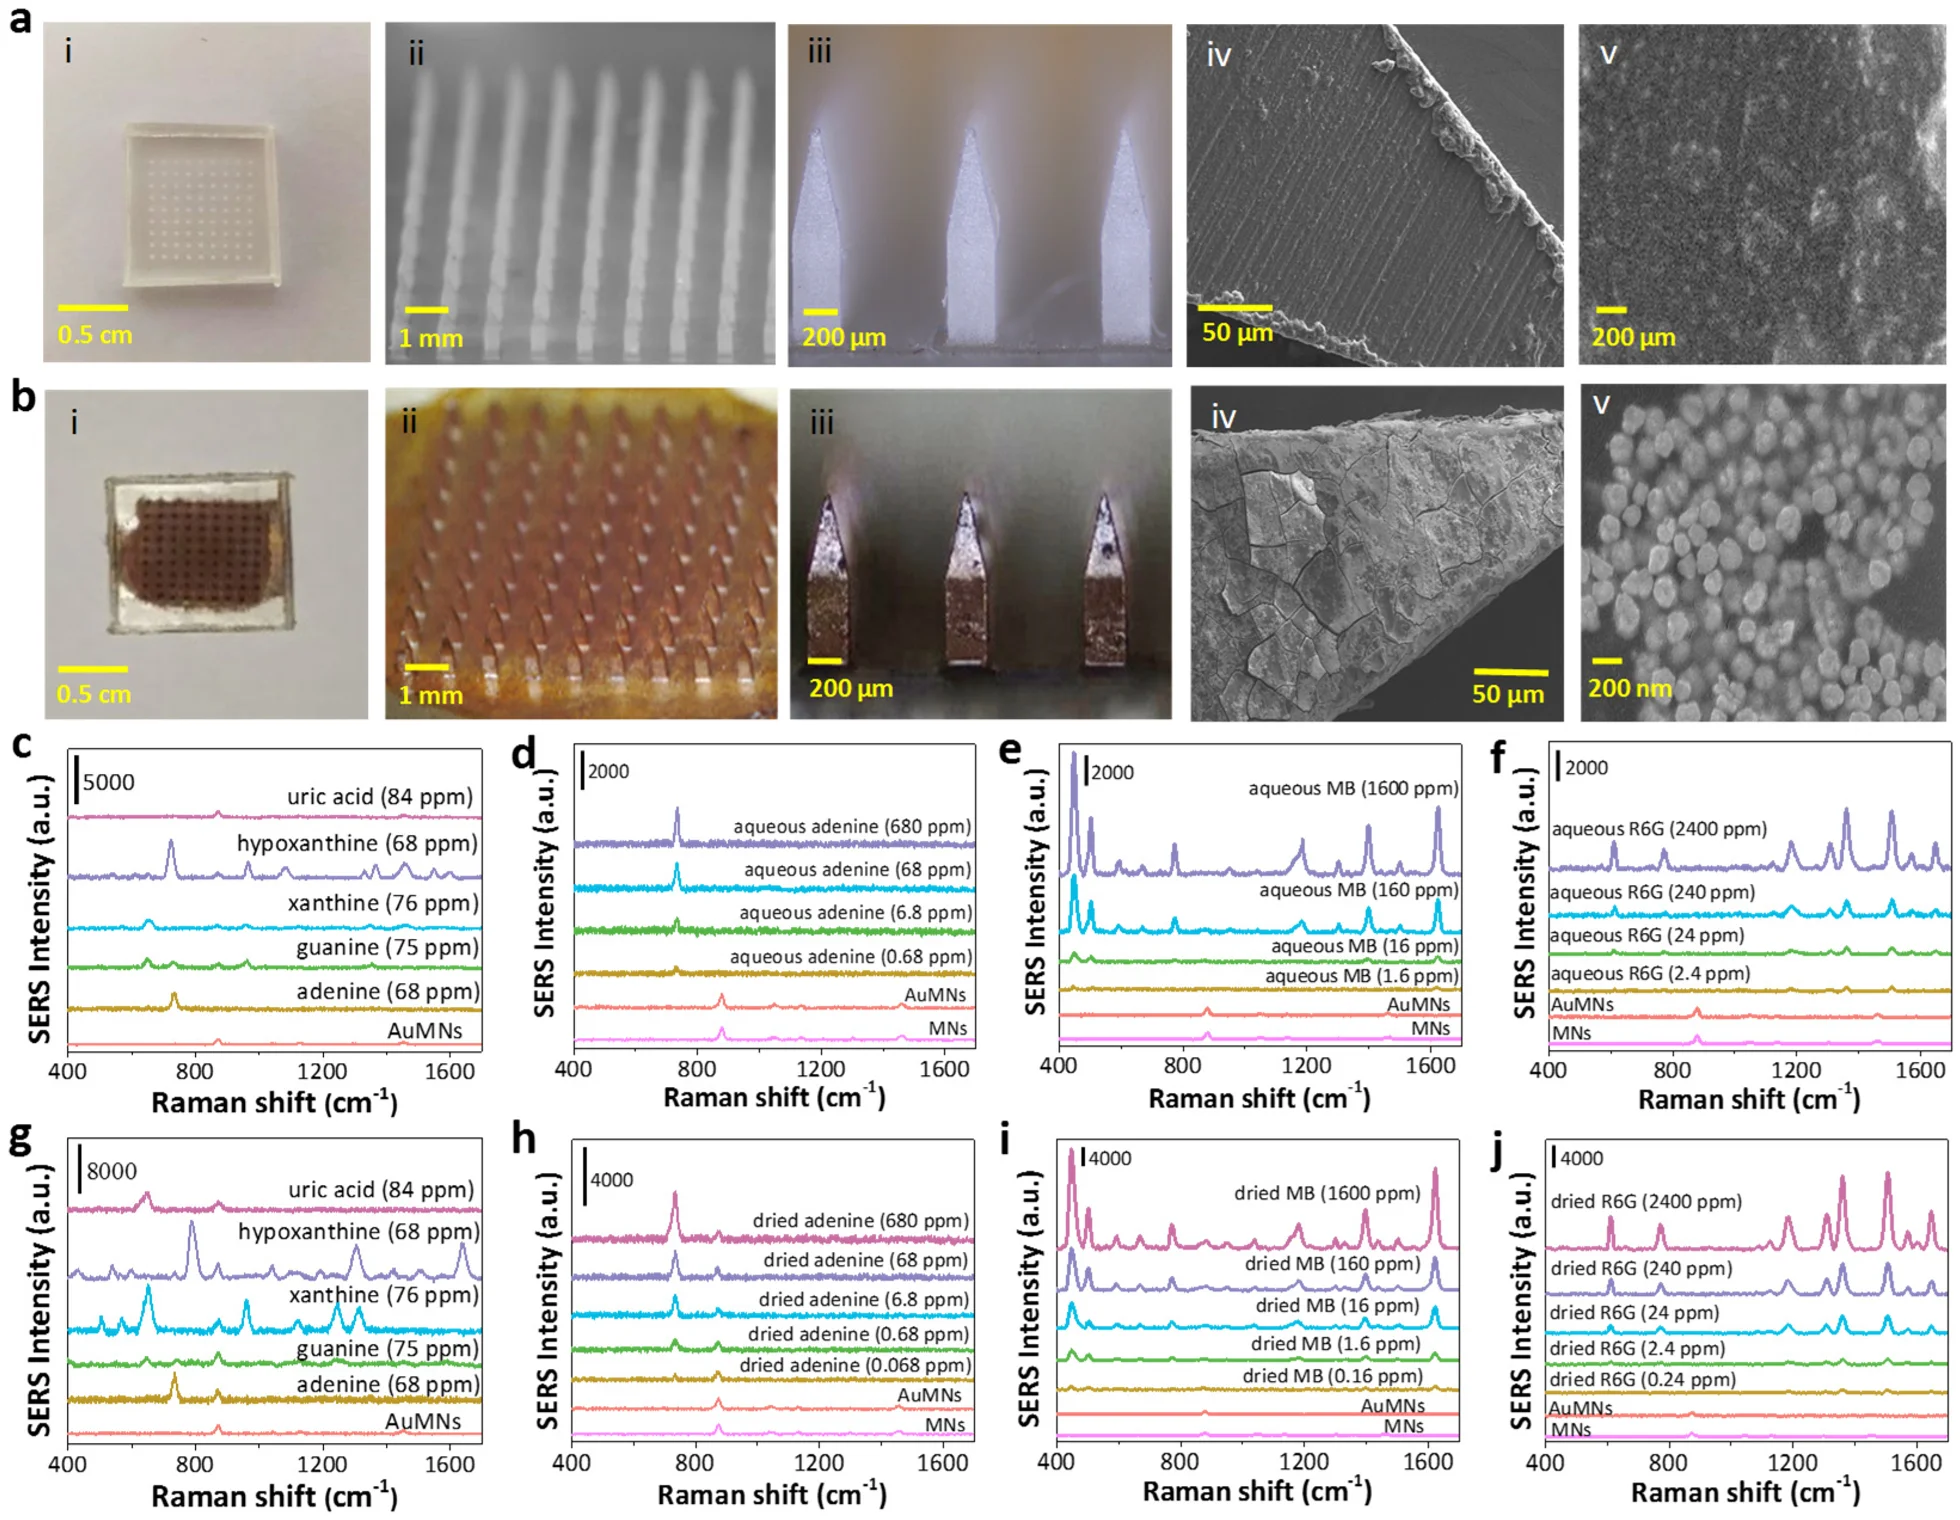 a
i
0.5 cm
ii
1 mm
iii
200 μm
iv
50 μm
v
200 μm
b
i
0.5 cm
ii
1 mm
iii
200 μm
iv
50 μm
v
200 nm
c
SERS Intensity (a.u.)
5000
uric acid (84 ppm)
hypoxanthine (68 ppm)
xanthine (76 ppm)
guanine (75 ppm)
adenine (68 ppm)
AuMNs
400 800 1200 1600
Raman shift (cm-1)
d
SERS Intensity (a.u.)
2000
aqueous adenine (680 ppm)
aqueous adenine (68 ppm)
aqueous adenine (6.8 ppm)
aqueous adenine (0.68 ppm)
AuMNs
MNs
400 800 1200 1600
Raman shift (cm-1)
e
SERS Intensity (a.u.)
2000
aqueous MB (1600 ppm)
aqueous MB (160 ppm)
aqueous MB (16 ppm)
aqueous MB (1.6 ppm)
AuMNs
MNs
400 800 1200 1600
Raman shift (cm-1)
f
SERS Intensity (a.u.)
2000
aqueous R6G (2400 ppm)
aqueous R6G (240 ppm)
aqueous R6G (24 ppm)
aqueous R6G (2.4 ppm)
AuMNs
MNs
400 800 1200 1600
Raman shift (cm-1)
g
SERS Intensity (a.u.)
8000
uric acid (84 ppm)
hypoxanthine (68 ppm)
xanthine (76 ppm)
guanine (75 ppm)
adenine (68 ppm)
AuMNs
400 800 1200 1600
Raman shift (cm-1)
h
SERS Intensity (a.u.)
4000
dried adenine (680 ppm)
dried adenine (68 ppm)
dried adenine (6.8 ppm)
dried adenine (0.68 ppm)
dried adenine (0.068 ppm)
AuMNs
MNs
400 800 1200 1600
Raman shift (cm-1)
i
SERS Intensity (a.u.)
4000
dried MB (1600 ppm)
dried MB (160 ppm)
dried MB (16 ppm)
dried MB (1.6 ppm)
dried MB (0.16 ppm)
AuMNs
MNs
400 800 1200 1600
Raman shift (cm-1)
j
SERS Intensity (a.u.)
4000
dried R6G (2400 ppm)
dried R6G (240 ppm)
dried R6G (24 ppm)
dried R6G (2.4 ppm)
dried R6G (0.24 ppm)
AuMNs
MNs
400 800 1200 1600
Raman shift (cm-1)